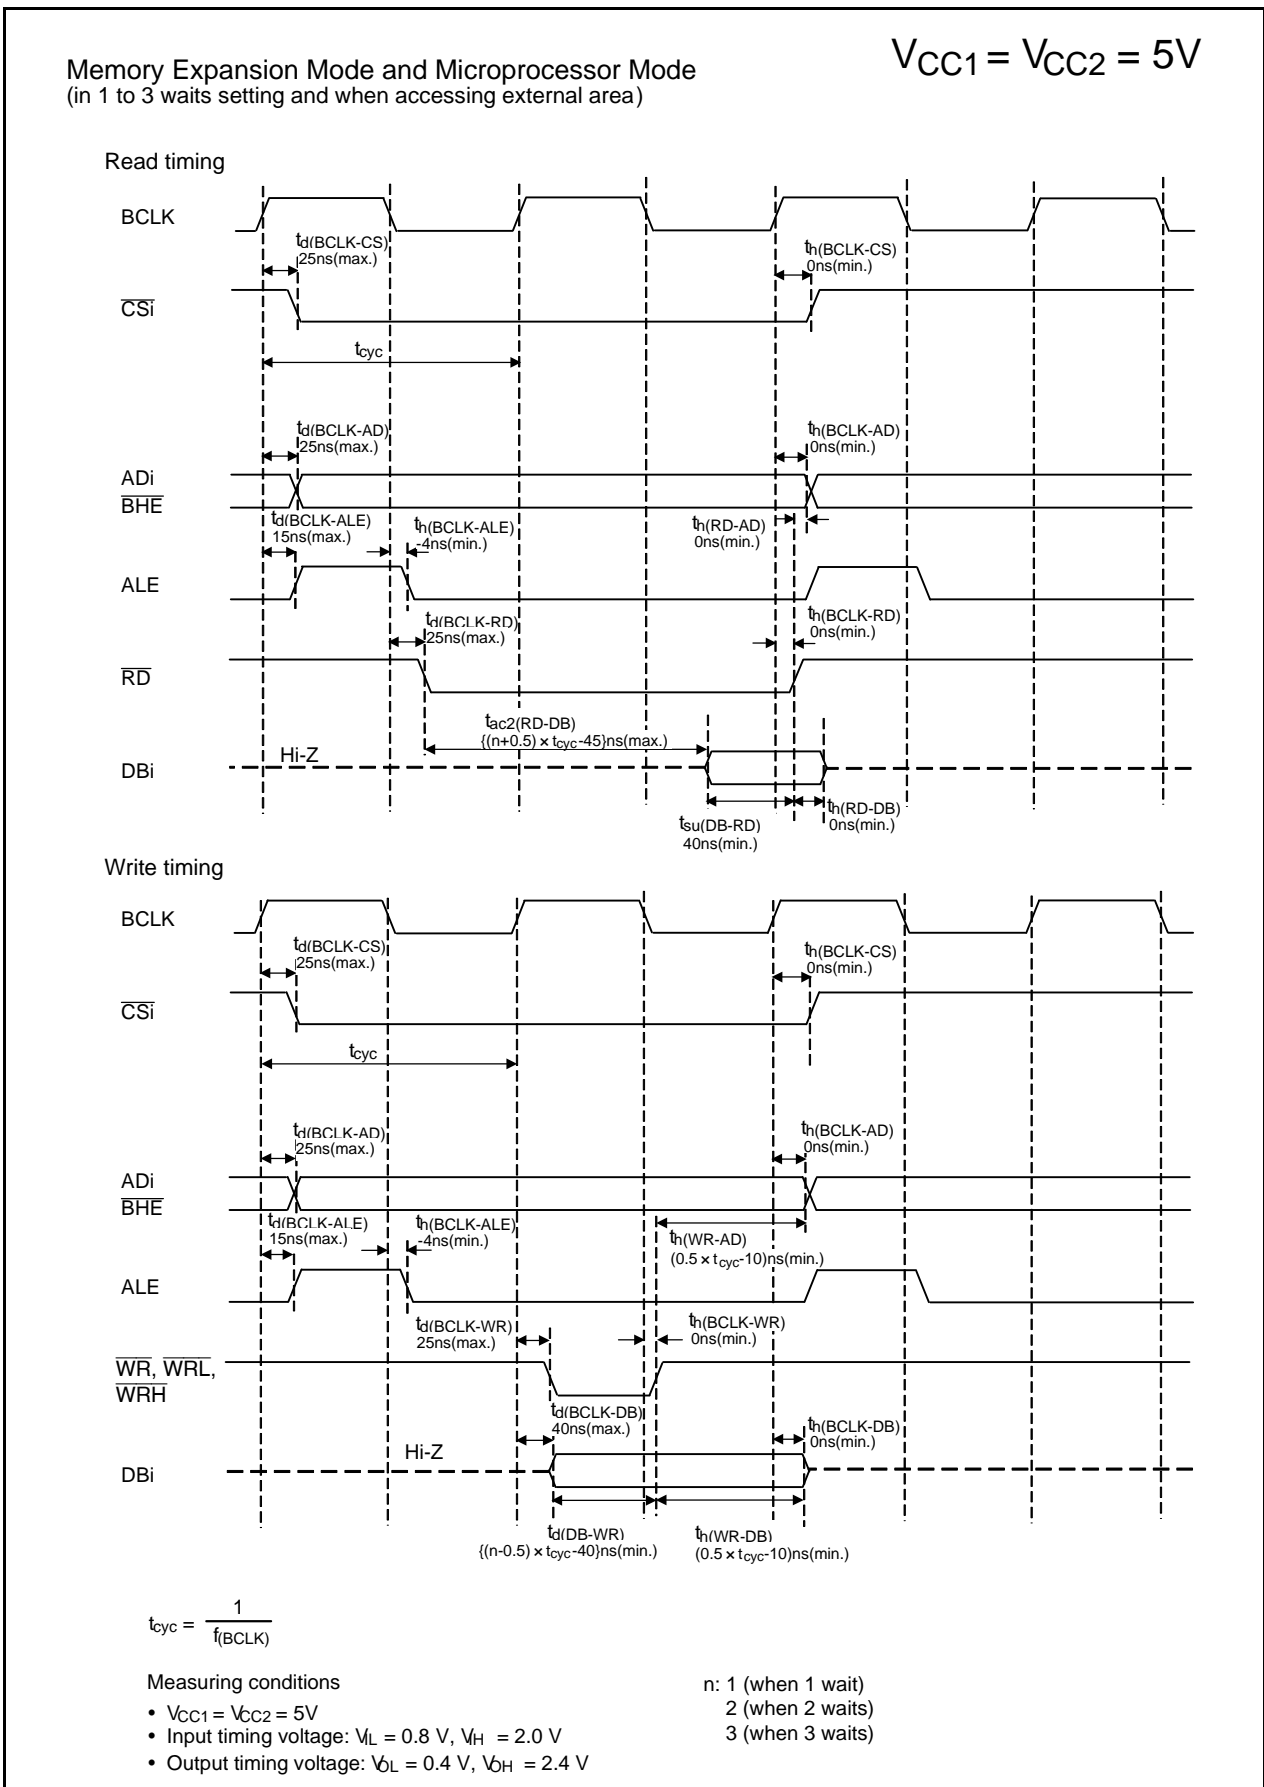 Memory Expansion Mode and Microprocessor Mode
(in 1 to 3 waits setting and when accessing external area)
VCC1 = VCC2 = 5V
Read timing
BCLK
td(BCLK-CS)
25ns(max.)
th(BCLK-CS)
0ns(min.)
CSi
tcyc
td(BCLK-AD)
25ns(max.)
th(BCLK-AD)
0ns(min.)
ADi
BHE
td(BCLK-ALE)
15ns(max.)
th(BCLK-ALE)
-4ns(min.)
th(RD-AD)
0ns(min.)
ALE
td(BCLK-RD)
25ns(max.)
th(BCLK-RD)
0ns(min.)
RD
tac2(RD-DB)
{(n+0.5)×tcyc-45}ns(max.)
Hi-Z
DBi
tsu(DB-RD)
40ns(min.)
th(RD-DB)
0ns(min.)
Write timing
BCLK
td(BCLK-CS)
25ns(max.)
th(BCLK-CS)
0ns(min.)
CSi
tcyc
td(BCLK-AD)
25ns(max.)
th(BCLK-AD)
0ns(min.)
ADi
BHE
td(BCLK-ALE)
15ns(max.)
th(BCLK-ALE)
-4ns(min.)
th(WR-AD)
(0.5×tcyc-10)ns(min.)
ALE
td(BCLK-WR)
25ns(max.)
th(BCLK-WR)
0ns(min.)
WR, WRL,
WRH
td(BCLK-DB)
40ns(max.)
th(BCLK-DB)
0ns(min.)
Hi-Z
DBi
td(DB-WR)
{(n-0.5)×tcyc-40}ns(min.)
th(WR-DB)
(0.5×tcyc-10)ns(min.)
tcyc = 1
f(BCLK)
Measuring conditions
• VCC1 = VCC2 = 5V
• Input timing voltage: VIL = 0.8 V, VIH = 2.0 V
• Output timing voltage: VOL = 0.4 V, VOH = 2.4 V
n: 1 (when 1 wait)
2 (when 2 waits)
3 (when 3 waits)